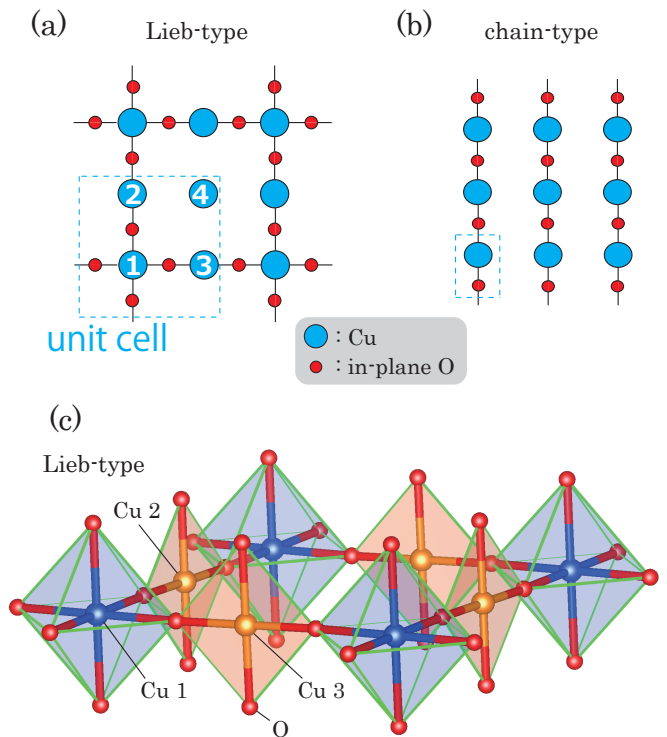 (a)
Lieb-type
(b)
chain-type
2
4
1
3
unit cell
: Cu
: in-plane O
(c)
Lieb-type
Cu 2
Cu 1
Cu 3
O